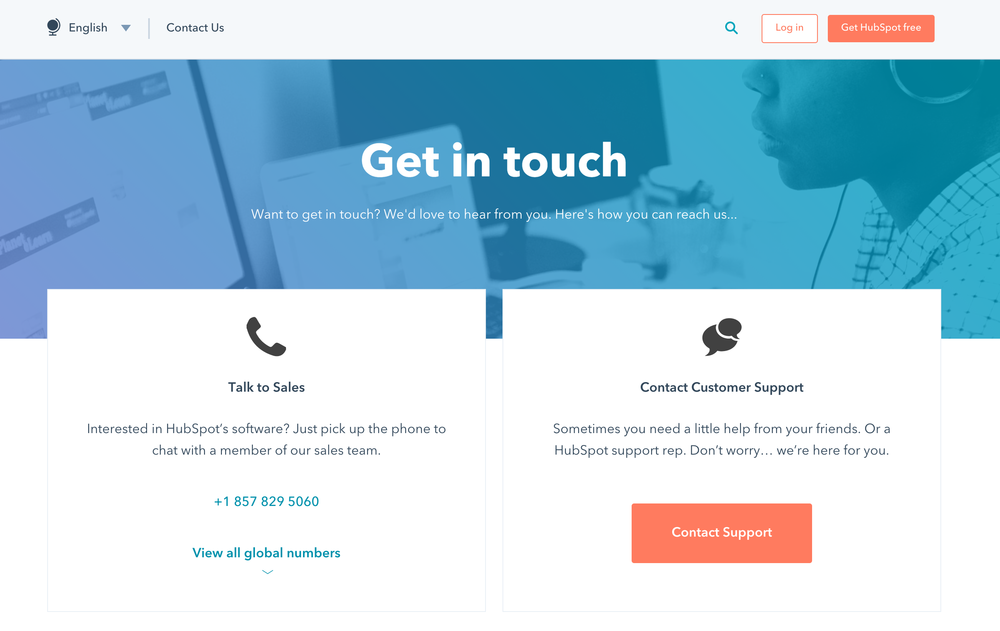 English
Contact Us
Log in
Get HubSpot free
Get in touch
Want to get in touch? We'd love to hear from you. Here's how you can reach us...
Talk to Sales
Interested in HubSpot’s software? Just pick up the phone to
chat with a member of our sales team.
+1 857 829 5060
View all global numbers
Contact Customer Support
Sometimes you need a little help from your friends. Or a
HubSpot support rep. Don’t worry… we’re here for you.
Contact Support